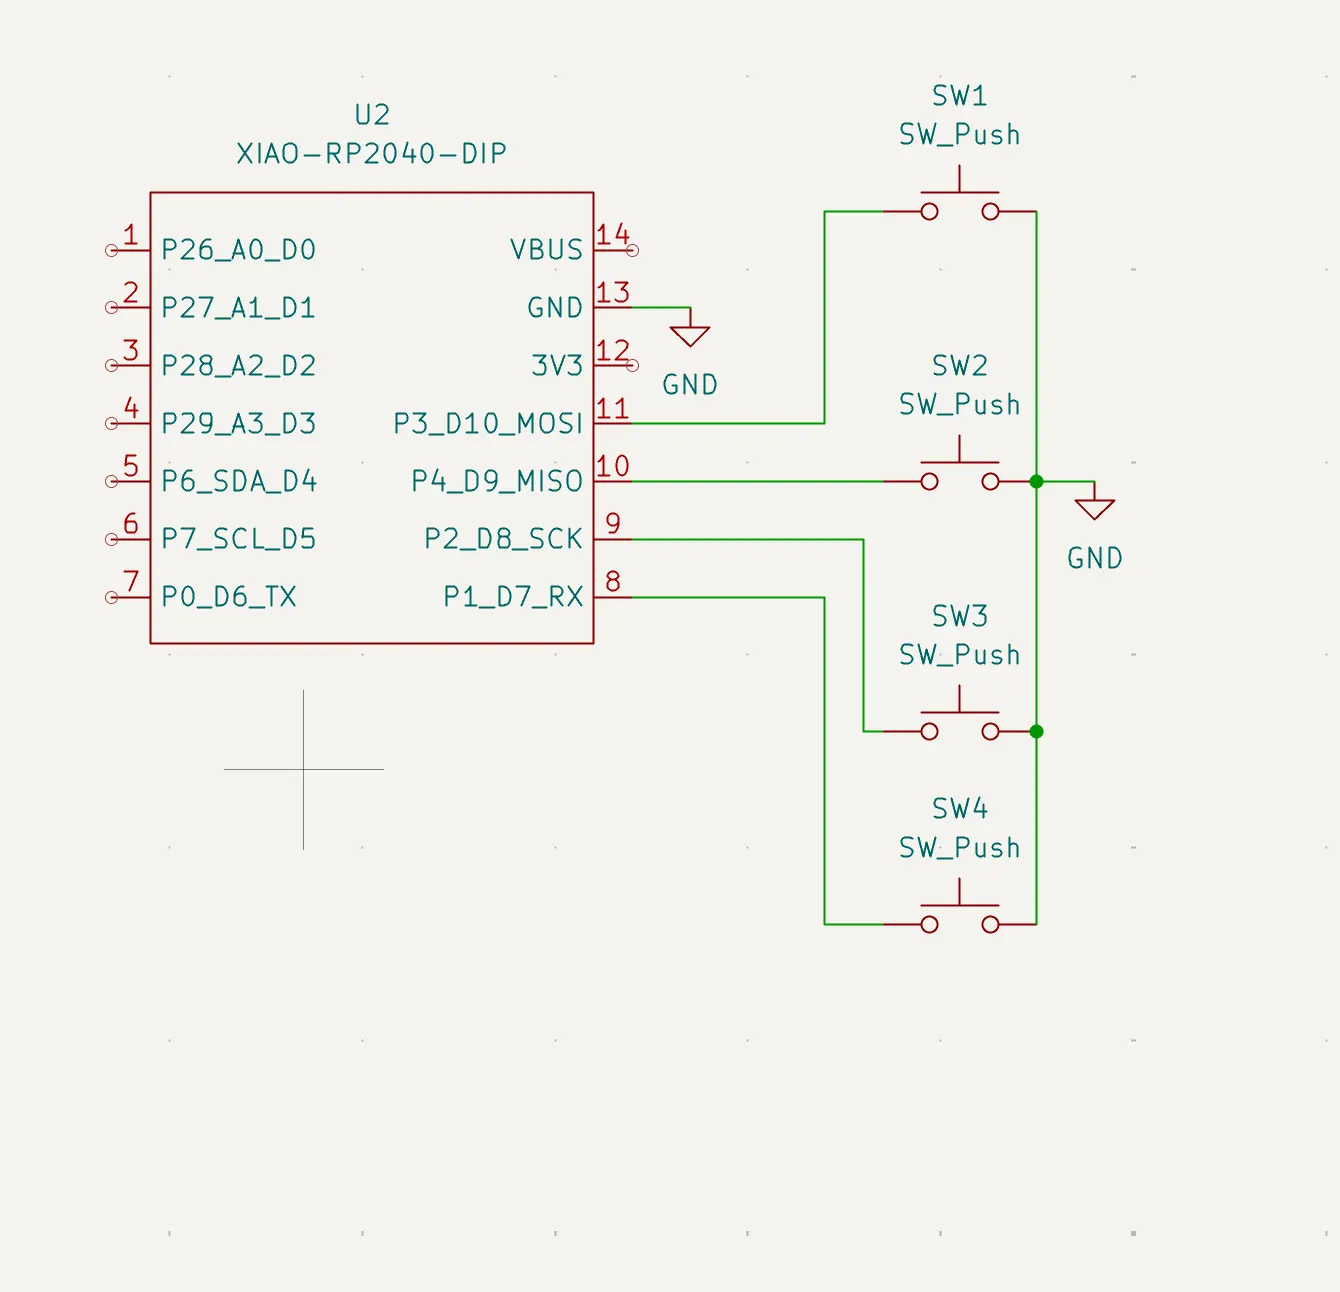 U2
XIAO-RP2040-DIP
1
P26_A0_D0
2
P27_A1_D1
3
P28_A2_D2
4
P29_A3_D3
5
P6_SDA_D4
6
P7_SCL_D5
7
P0_D6_TX
VBUS
14
GND
13
3V3
12
P3_D10_MOSI
11
P4_D9_MISO
10
P2_D8_SCK
9
P1_D7_RX
8
GND
SW1
SW_Push
SW2
SW_Push
GND
SW3
SW_Push
SW4
SW_Push